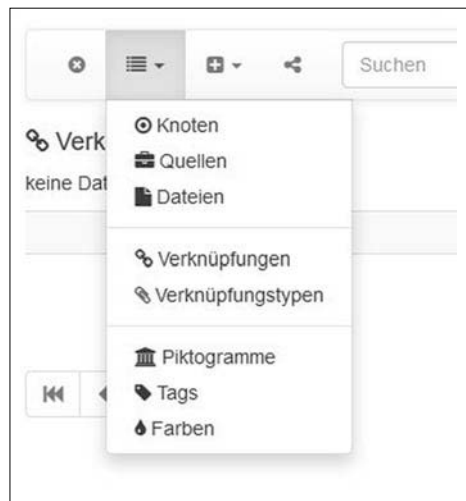 Suchen
Knoten
Verk
Quellen
keine Dat
Dateien
Verknüpfungen
Verknüpfungstypen
Piktogramme
Tags
Farben